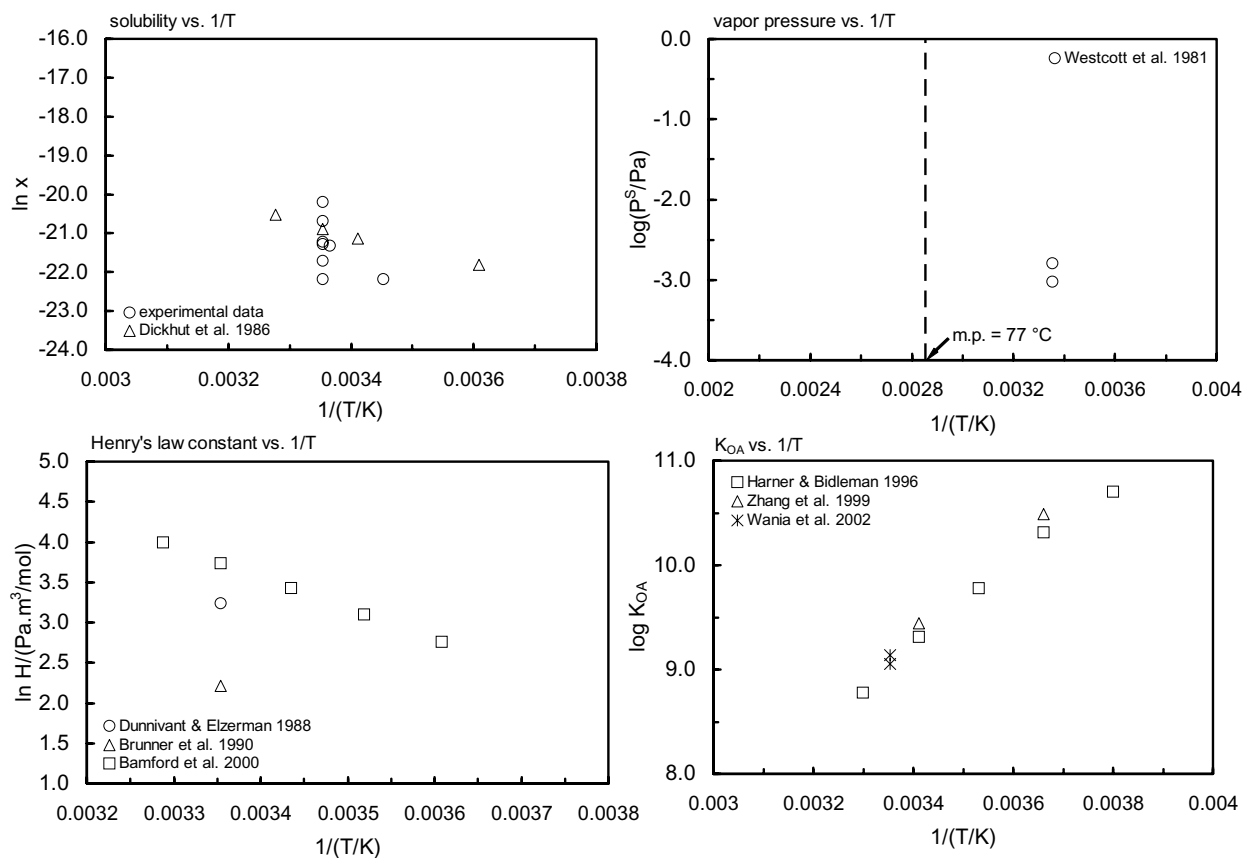 solubility vs. 1/T
-16.0
-17.0
-18.0
-19.0
-20.0
-21.0
-22.0
-23.0
-24.0
ln x
experimental data
Dickhut et al. 1986
0.003 0.0032 0.0034 0.0036 0.0038
1/(T/K)
vapor pressure vs. 1/T
0.0
-1.0
-2.0
-3.0
-4.0
log(P^S/Pa)
Westcott et al. 1981
m.p. = 77 °C
0.002 0.0024 0.0028 0.0032 0.0036 0.004
1/(T/K)
Henry's law constant vs. 1/T
5.0
4.5
4.0
3.5
3.0
2.5
2.0
1.5
1.0
ln H/(Pa.m³/mol)
Dunnivant & Elzerman 1988
Brunner et al. 1990
Bamford et al. 2000
0.0032 0.0033 0.0034 0.0035 0.0036 0.0037 0.0038
1/(T/K)
K_OA vs. 1/T
11.0
10.0
9.0
8.0
log K_OA
Harner & Bidleman 1996
Zhang et al. 1999
Wania et al. 2002
0.003 0.0032 0.0034 0.0036 0.0038 0.004
1/(T/K)